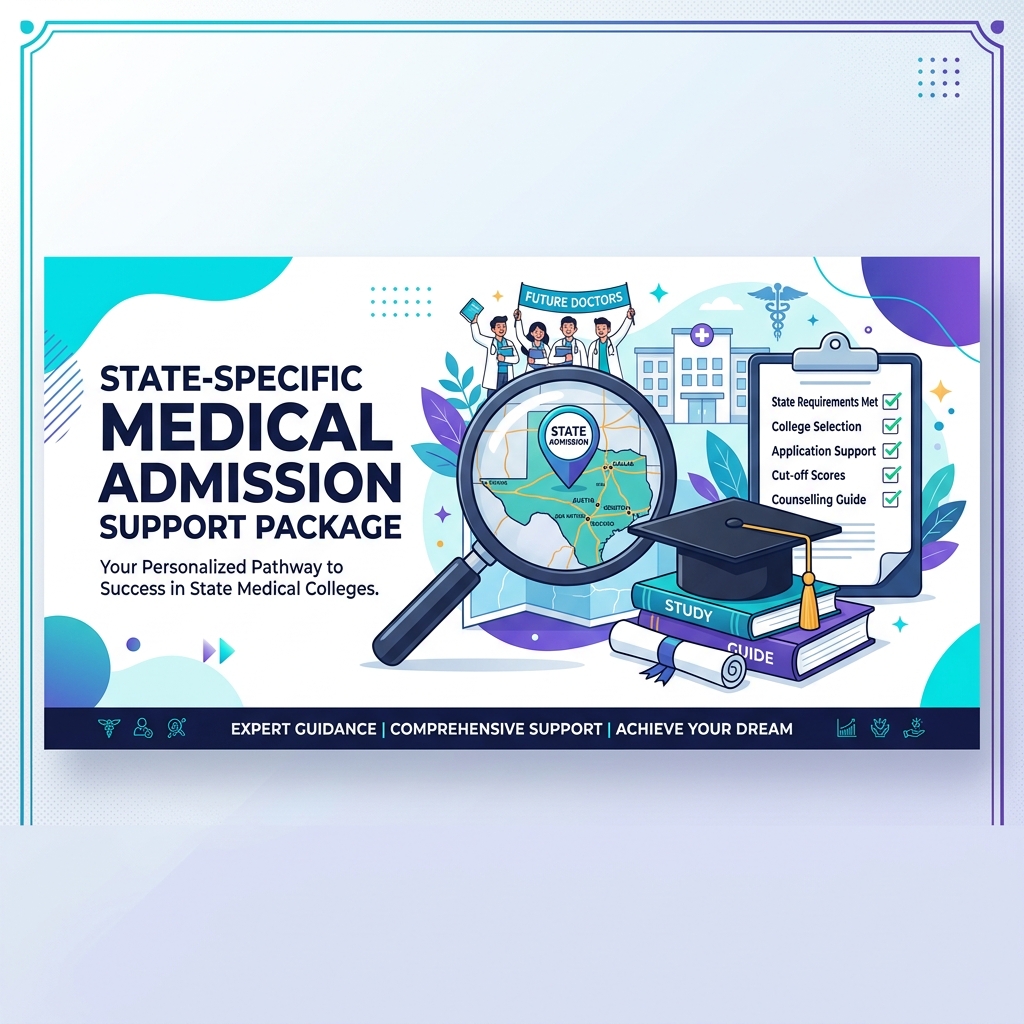 STATE-SPECIFIC
MEDICAL
ADMISSION
SUPPORT PACKAGE
Your Personalized Pathway to
Success in State Medical Colleges.
FUTURE DOCTORS
STATE
ADMISSION
State Requirements Met
College Selection
Application Support
Cut-off Scores
Counselling Guide
STUDY
GUIDE
EXPERT GUIDANCE | COMPREHENSIVE SUPPORT | ACHIEVE YOUR DREAM